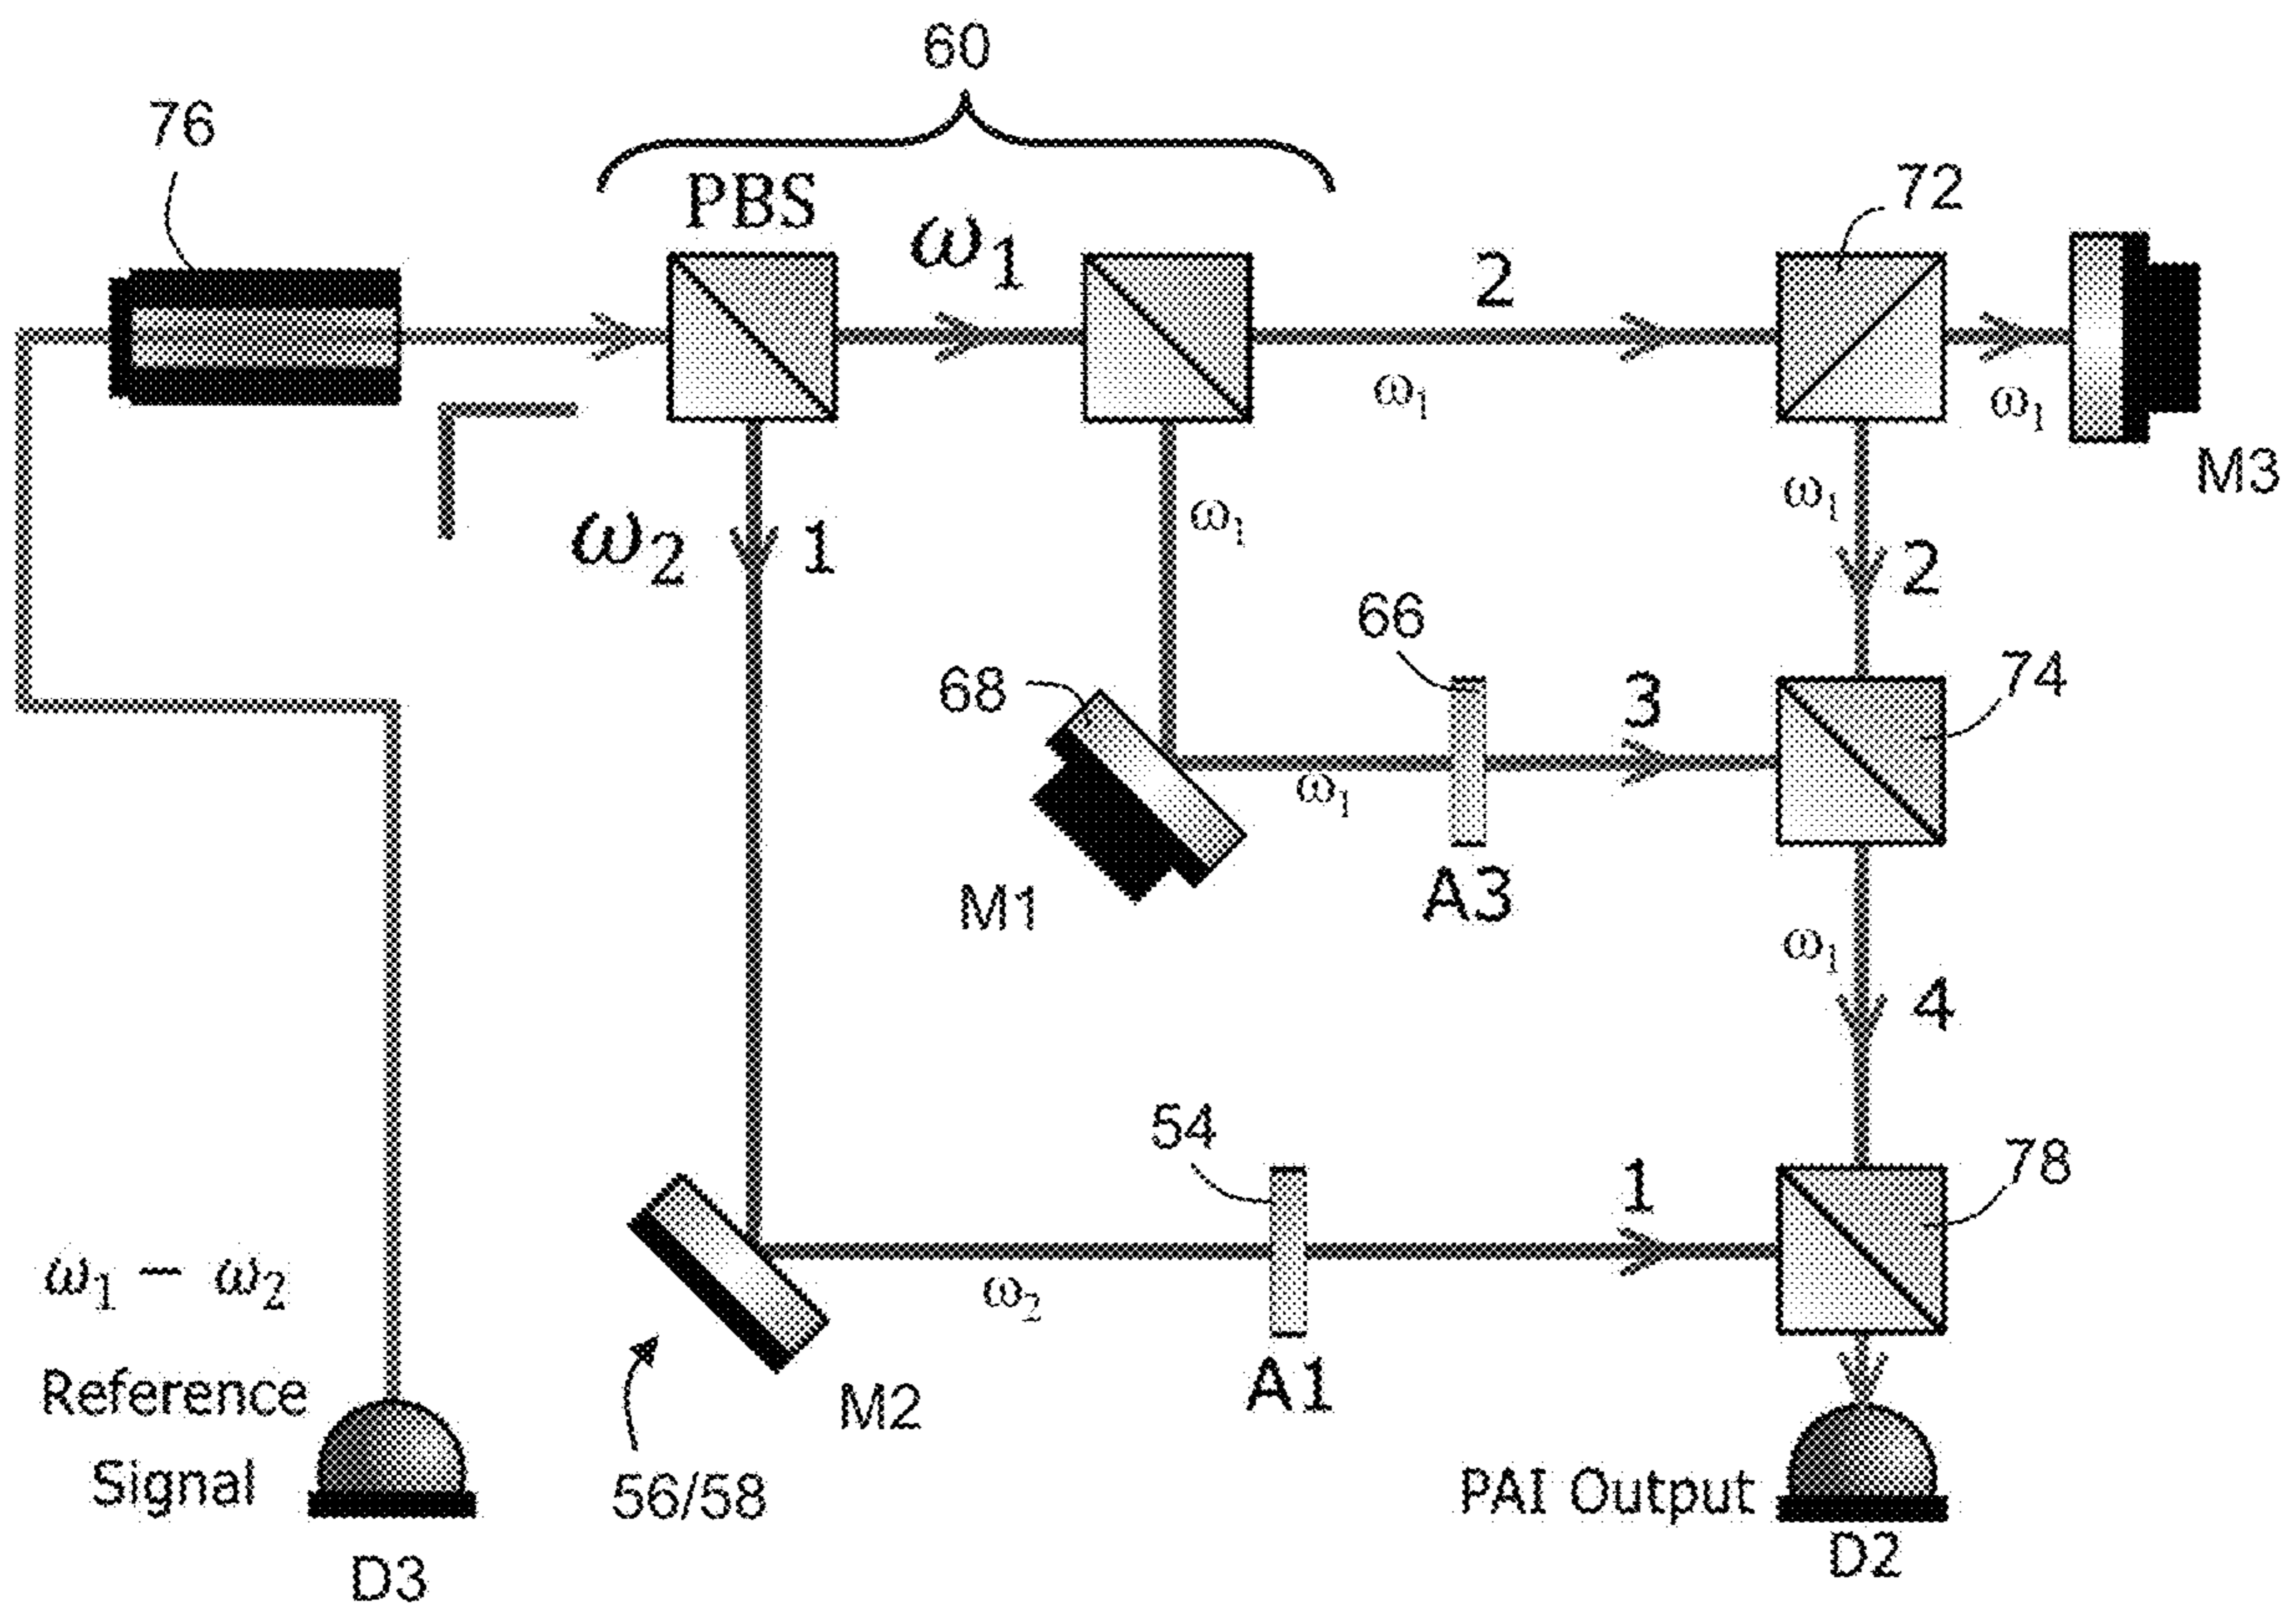 60
76
PBS
72
ω₁
2
ω₁
ω₁
M3
ω₂
1
ω₁
ω₁
2
66
68
3
74
ω₁
M1
A3
ω₁
4
54
78
1
ω₁ − ω₂
ω₂
Reference
Signal
M2
A1
56/58
PAI Output
D3
D2